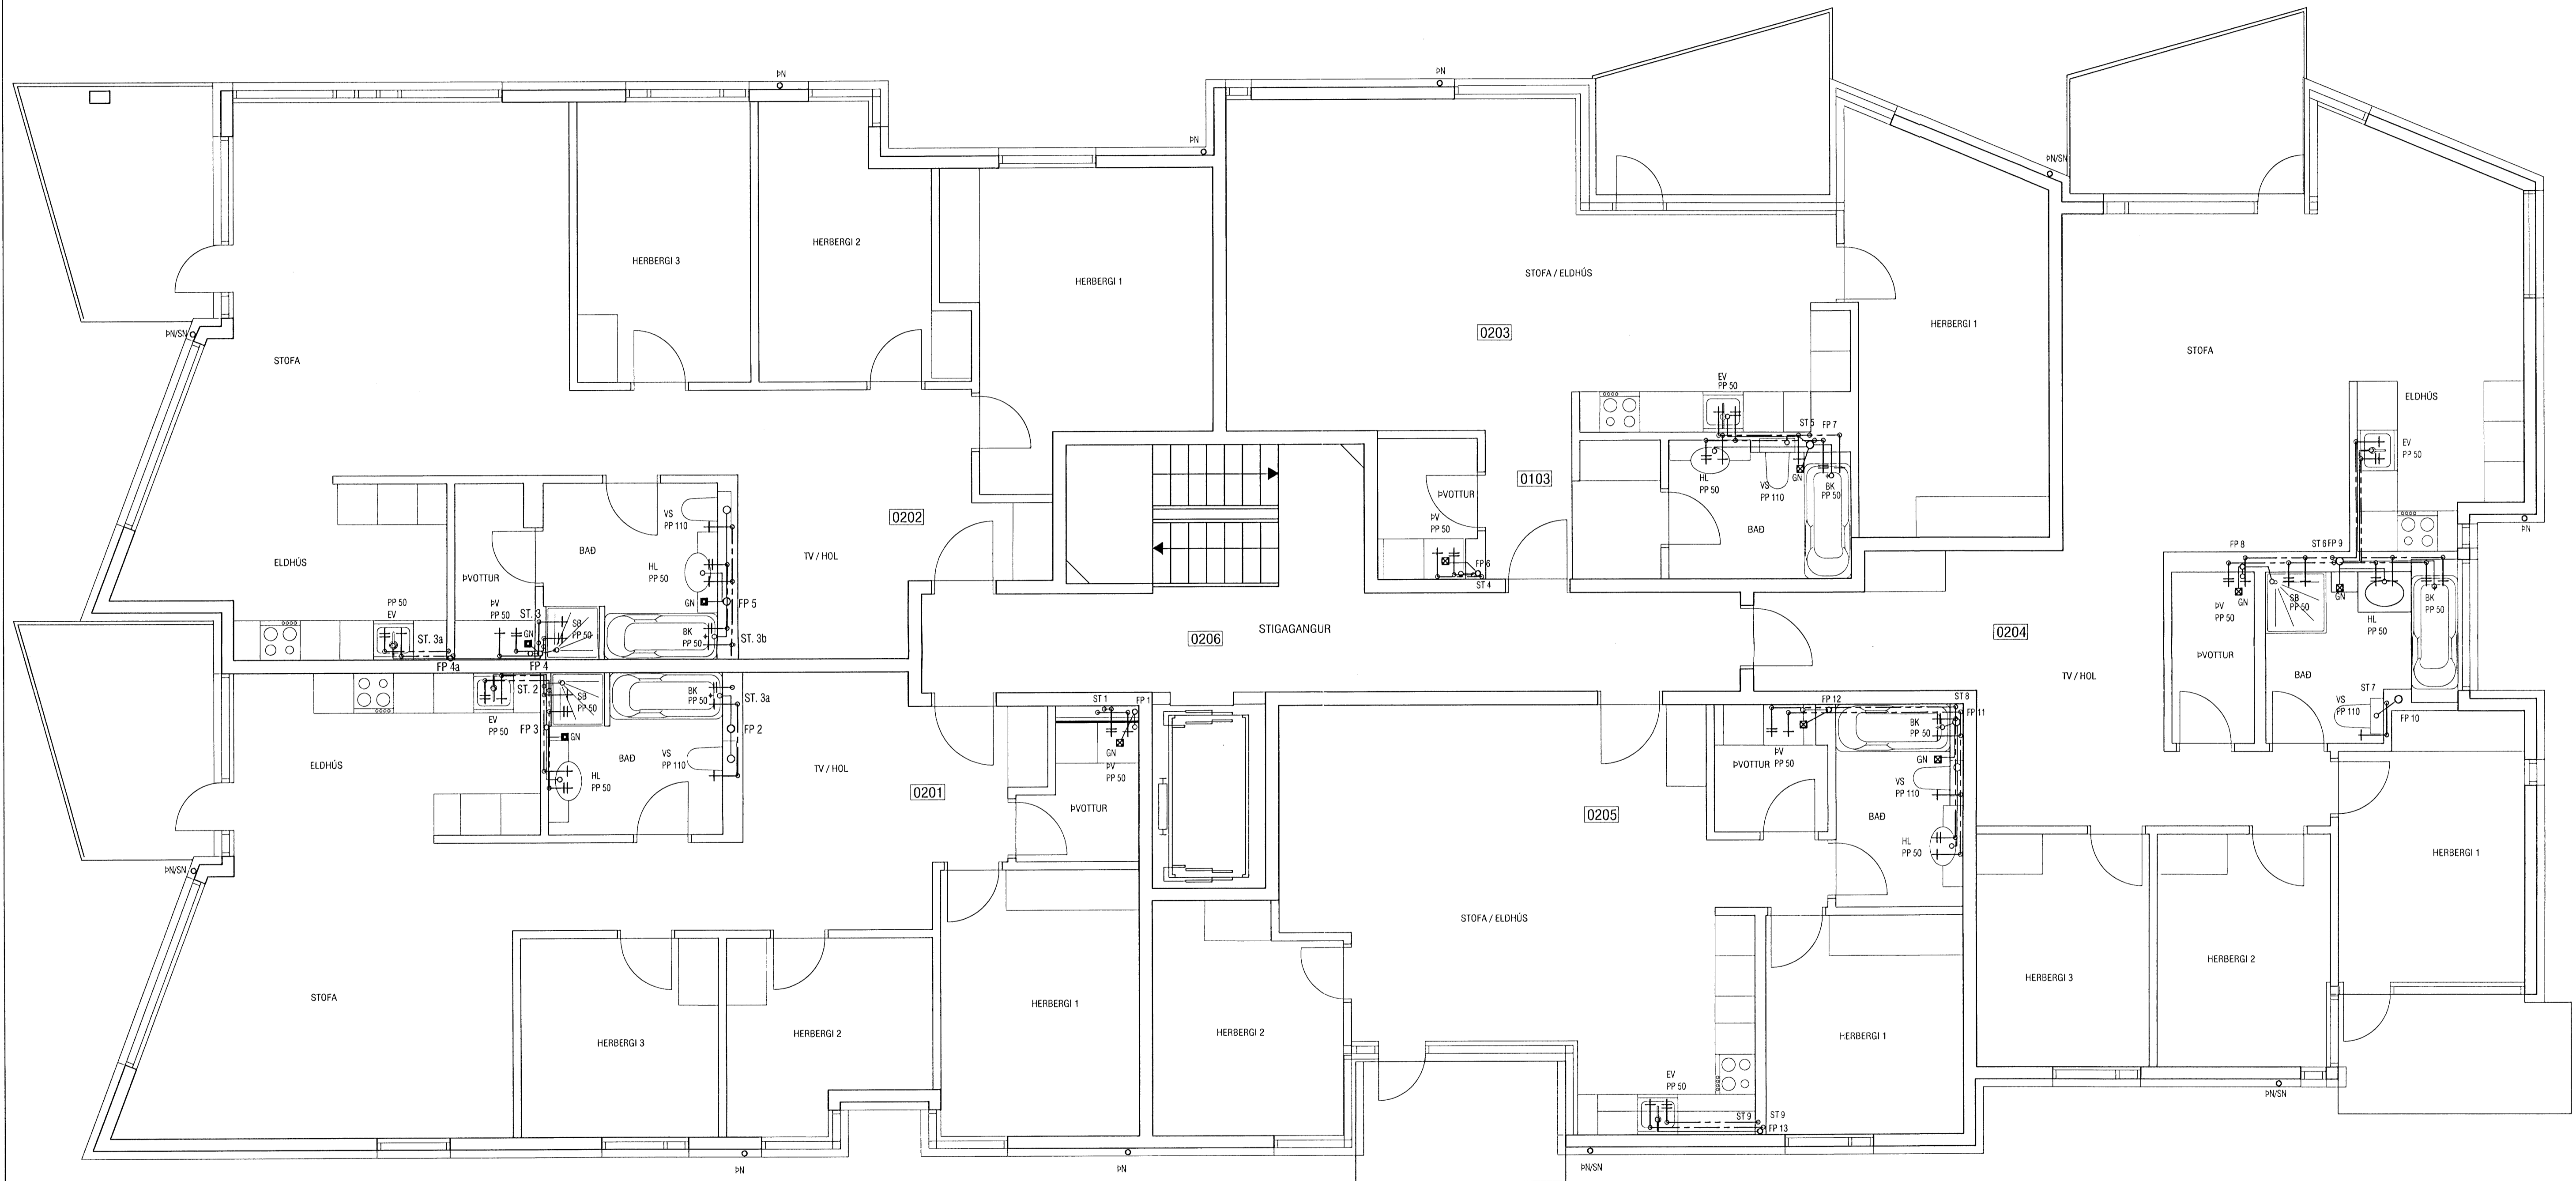 ÞN
ÞN
ÞN
ÞN/SN
ÞN/SN
HERBERGI 3
HERBERGI 2
HERBERGI 1
STOFA
0202
TV / HOL
ELDHÚS
ÞVOTTUR
BAÐ
VS
PP 110
HL
PP 50
GN
FP 5
PP 50
EV
ST. 3a
FP 4a
ÞV
PP 50
ST. 3
GN
FP 4
SB
PP 50
BK
PP 50
ST. 3b
STOFA / ELDHÚS
0203
HERBERGI 1
EV
PP 50
ST 5
FP 7
HL
PP 50
VS
PP 110
GN
BK
PP 50
BAÐ
0103
ÞVOTTUR
ÞV
PP 50
FP 6
ST 4
STOFA
ELDHÚS
EV
PP 50
ÞN
FP 8
ST 6
FP 9
ÞV
PP 50
GN
SB
PP 50
GN
HL
PP 50
BK
PP 50
ÞVOTTUR
BAÐ
VS
PP 110
ST 7
FP 10
0204
TV / HOL
HERBERGI 3
HERBERGI 2
HERBERGI 1
ÞN/SN
0206
STIGAGANGUR
ST. 2
EV
PP 50
FP 3
SB
PP 50
GN
BK
PP 50
ST. 3a
FP 2
VS
PP 110
HL
PP 50
BAÐ
ELDHÚS
TV / HOL
0201
ST 1
FP 1
GN
ÞV
PP 50
ÞVOTTUR
ÞN/SN
STOFA
HERBERGI 3
HERBERGI 2
HERBERGI 1
ÞN
ÞN
0205
STOFA / ELDHÚS
HERBERGI 2
HERBERGI 1
FP 12
ÞV
PP 50
ÞVOTTUR
ST 8
FP 11
BK
PP 50
GN
VS
PP 110
BAÐ
HL
PP 50
EV
PP 50
ST 9
ST 9
FP 13
ÞN/SN